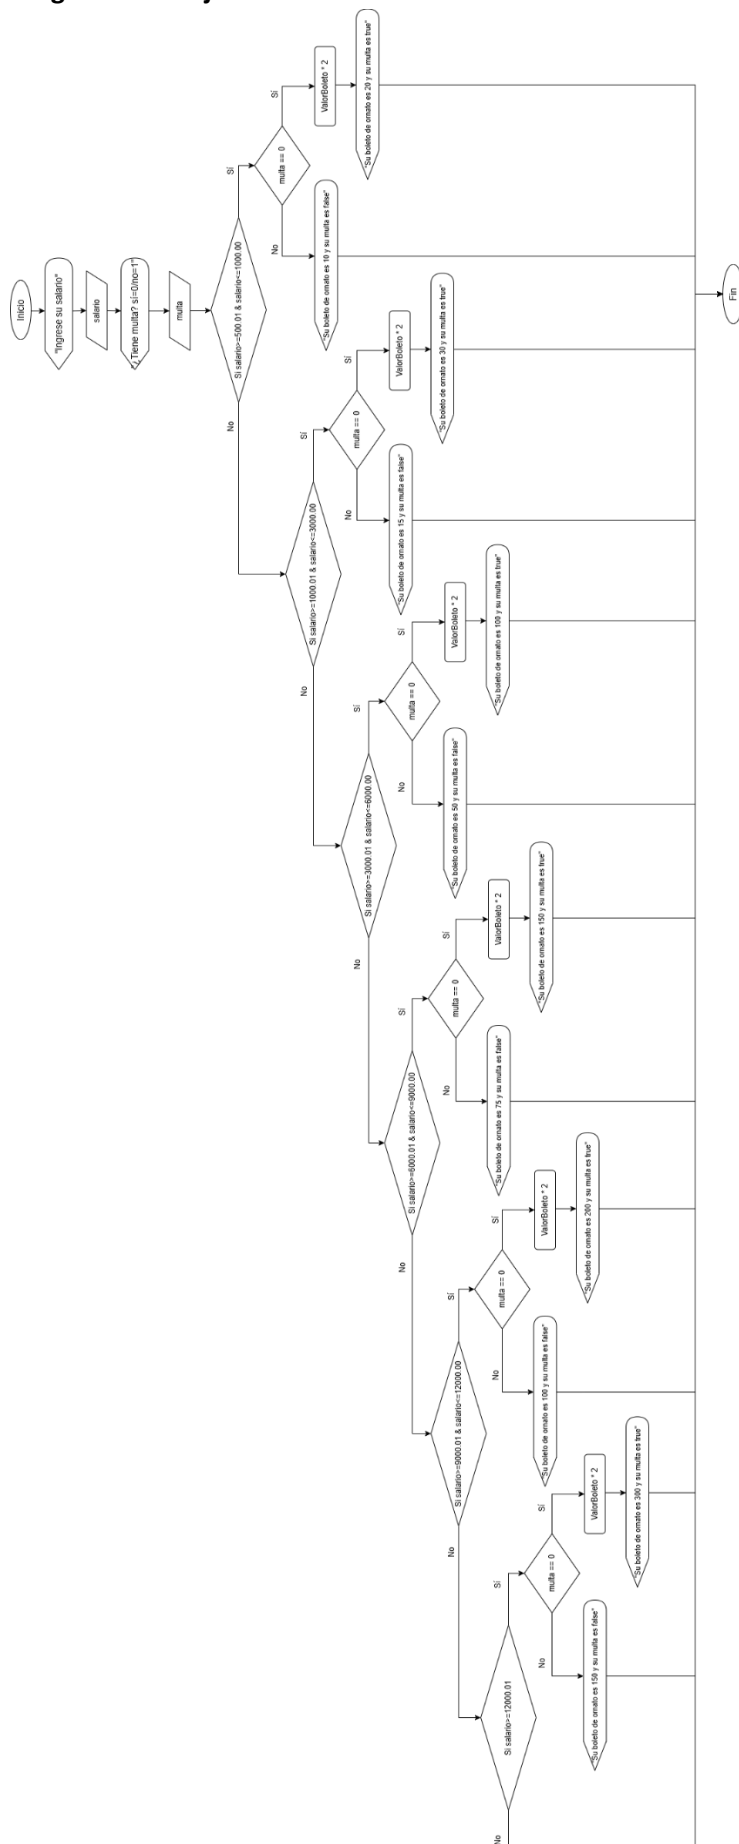 Inicio
"Ingrese su salario"
salario
"¿Tiene multa? sí=0/no=1"
multa
Si salario>=500.01 & salario<=1000.00
Sí
multa == 0
Sí
ValorBoleto * 2
"Su boleto de ornato es 20 y su multa es true"
No
"Su boleto de ornato es 10 y su multa es false"
No
Si salario>=1000.01 & salario<=3000.00
Sí
multa == 0
Sí
ValorBoleto * 2
"Su boleto de ornato es 30 y su multa es true"
No
"Su boleto de ornato es 15 y su multa es false"
No
Si salario>=3000.01 & salario<=6000.00
Sí
multa == 0
Sí
ValorBoleto * 2
"Su boleto de ornato es 100 y su multa es true"
No
"Su boleto de ornato es 50 y su multa es false"
No
Si salario>=6000.01 & salario<=9000.00
Sí
multa == 0
Sí
ValorBoleto * 2
"Su boleto de ornato es 150 y su multa es true"
No
"Su boleto de ornato es 75 y su multa es false"
No
Si salario>=9000.01 & salario<=12000.00
Sí
multa == 0
Sí
ValorBoleto * 2
"Su boleto de ornato es 200 y su multa es true"
No
"Su boleto de ornato es 100 y su multa es false"
No
Si salario>=12000.01
Sí
multa == 0
Sí
ValorBoleto * 2
"Su boleto de ornato es 300 y su multa es true"
No
"Su boleto de ornato es 150 y su multa es false"
No
Fin